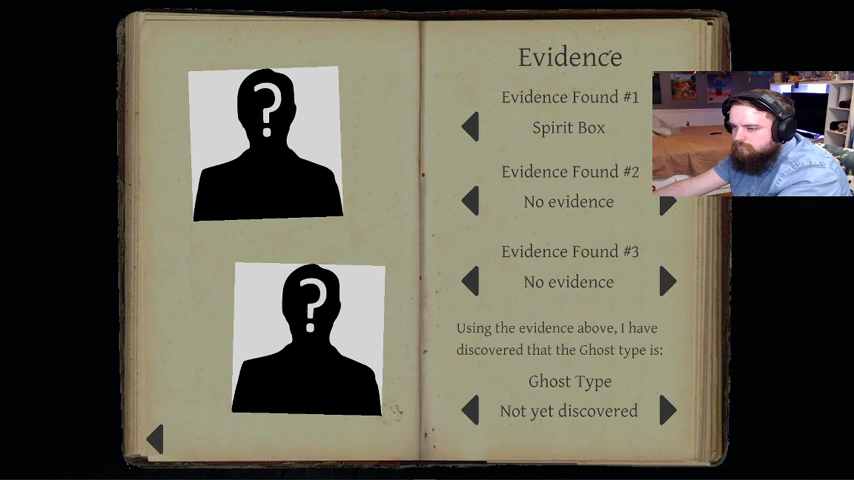 Evidence
Evidence Found #1
Spirit Box
Evidence Found #2
No evidence
Evidence Found #3
No evidence
Using the evidence above, I have
discovered that the Ghost type is:
Ghost Type
Not yet discovered